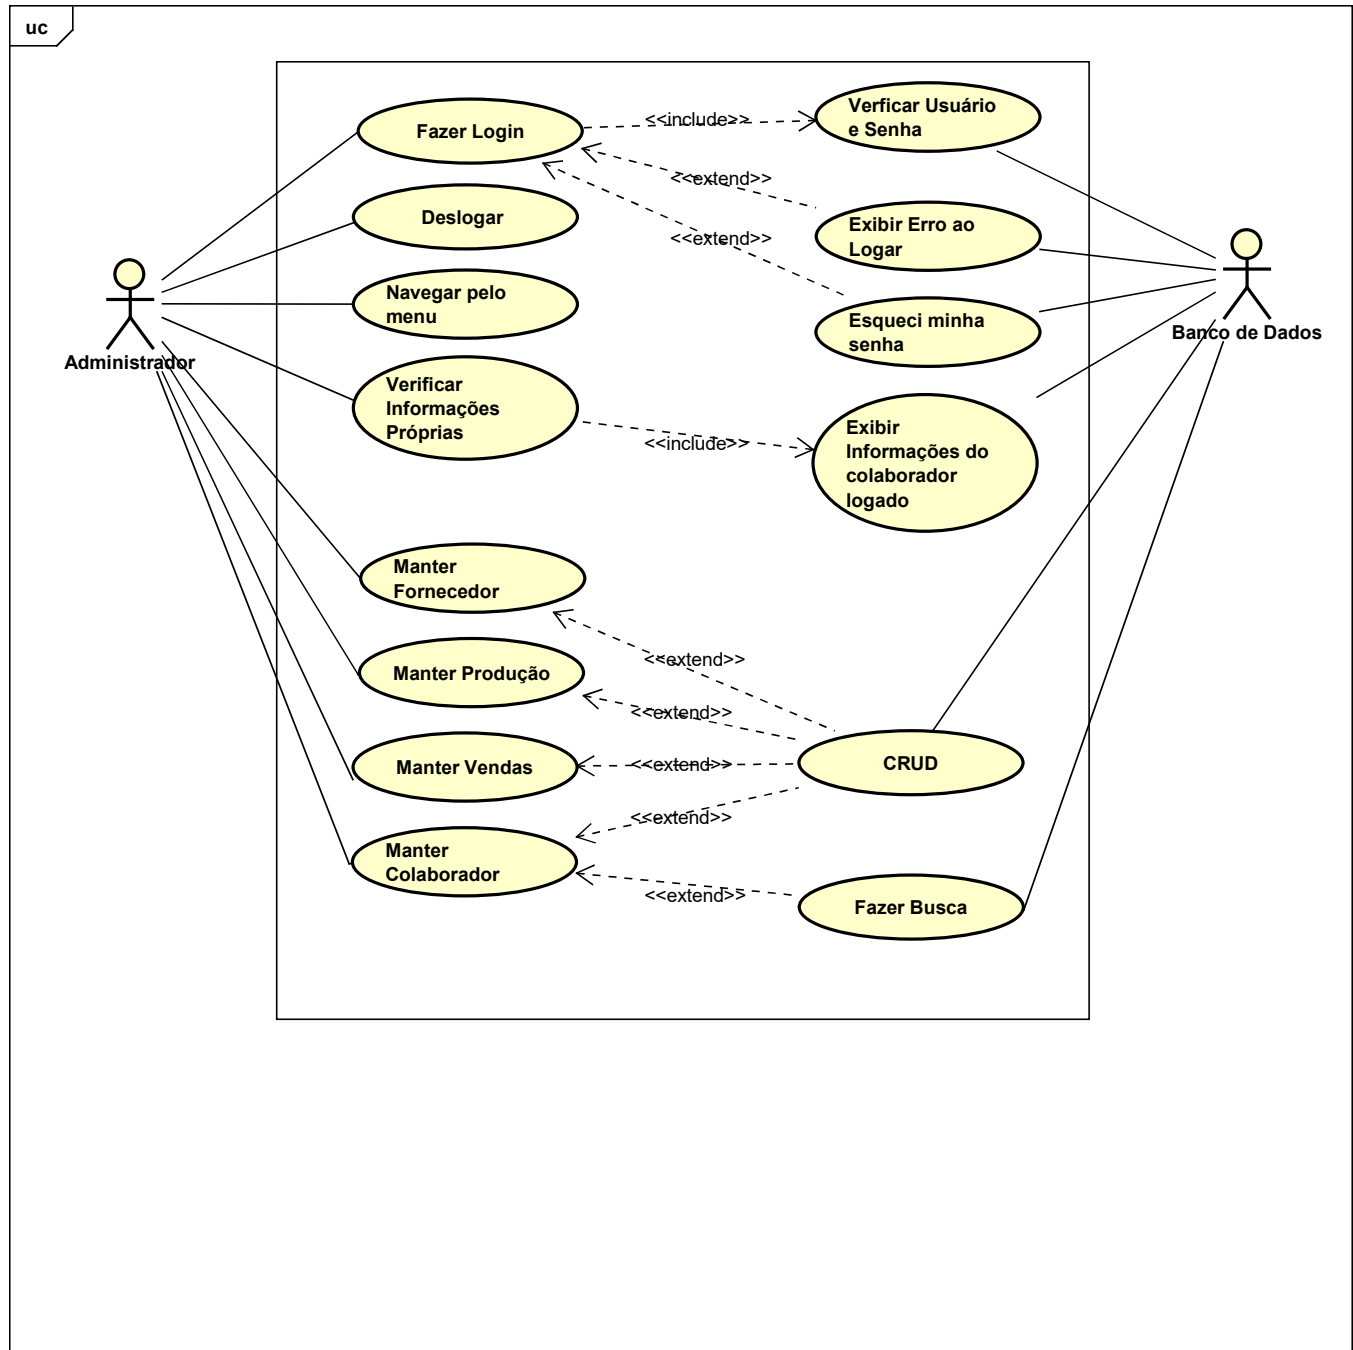 uc
Fazer Login
<<include>>
Verficar Usuário
e Senha
<<extend>>
Deslogar
<<extend>>
Exibir Erro ao
Logar
Navegar pelo
menu
Esqueci minha
senha
Administrador
Banco de Dados
Verificar
Informações
Próprias
<<include>>
Exibir
Informações do
colaborador
logado
Manter
Fornecedor
<<extend>>
Manter Produção
<<extend>>
Manter Vendas
<<extend>>
CRUD
<<extend>>
Manter
Colaborador
<<extend>>
Fazer Busca